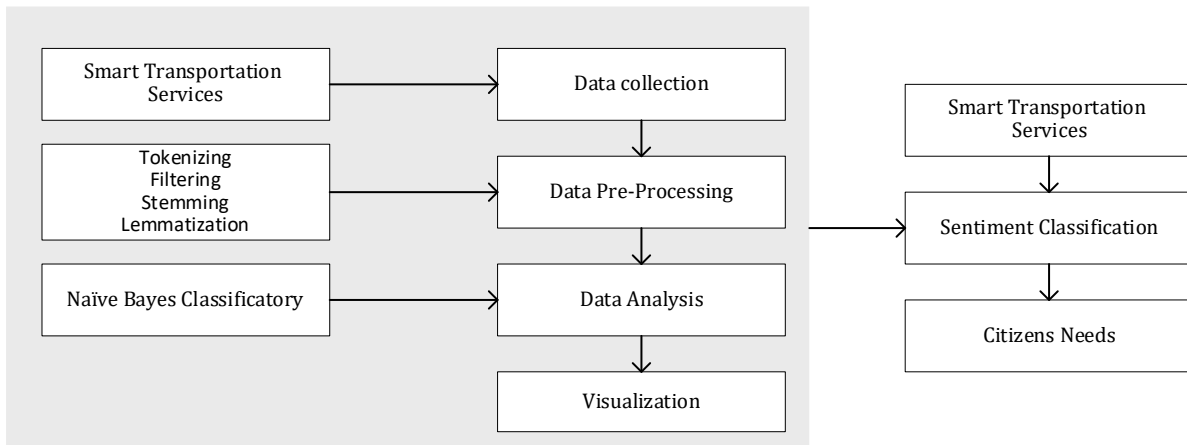 Smart Transportation
Services
Data collection
Tokenizing
Filtering
Stemming
Lemmatization
Data Pre-Processing
Naïve Bayes Classificatory
Data Analysis
Visualization
Smart Transportation
Services
Sentiment Classification
Citizens Needs